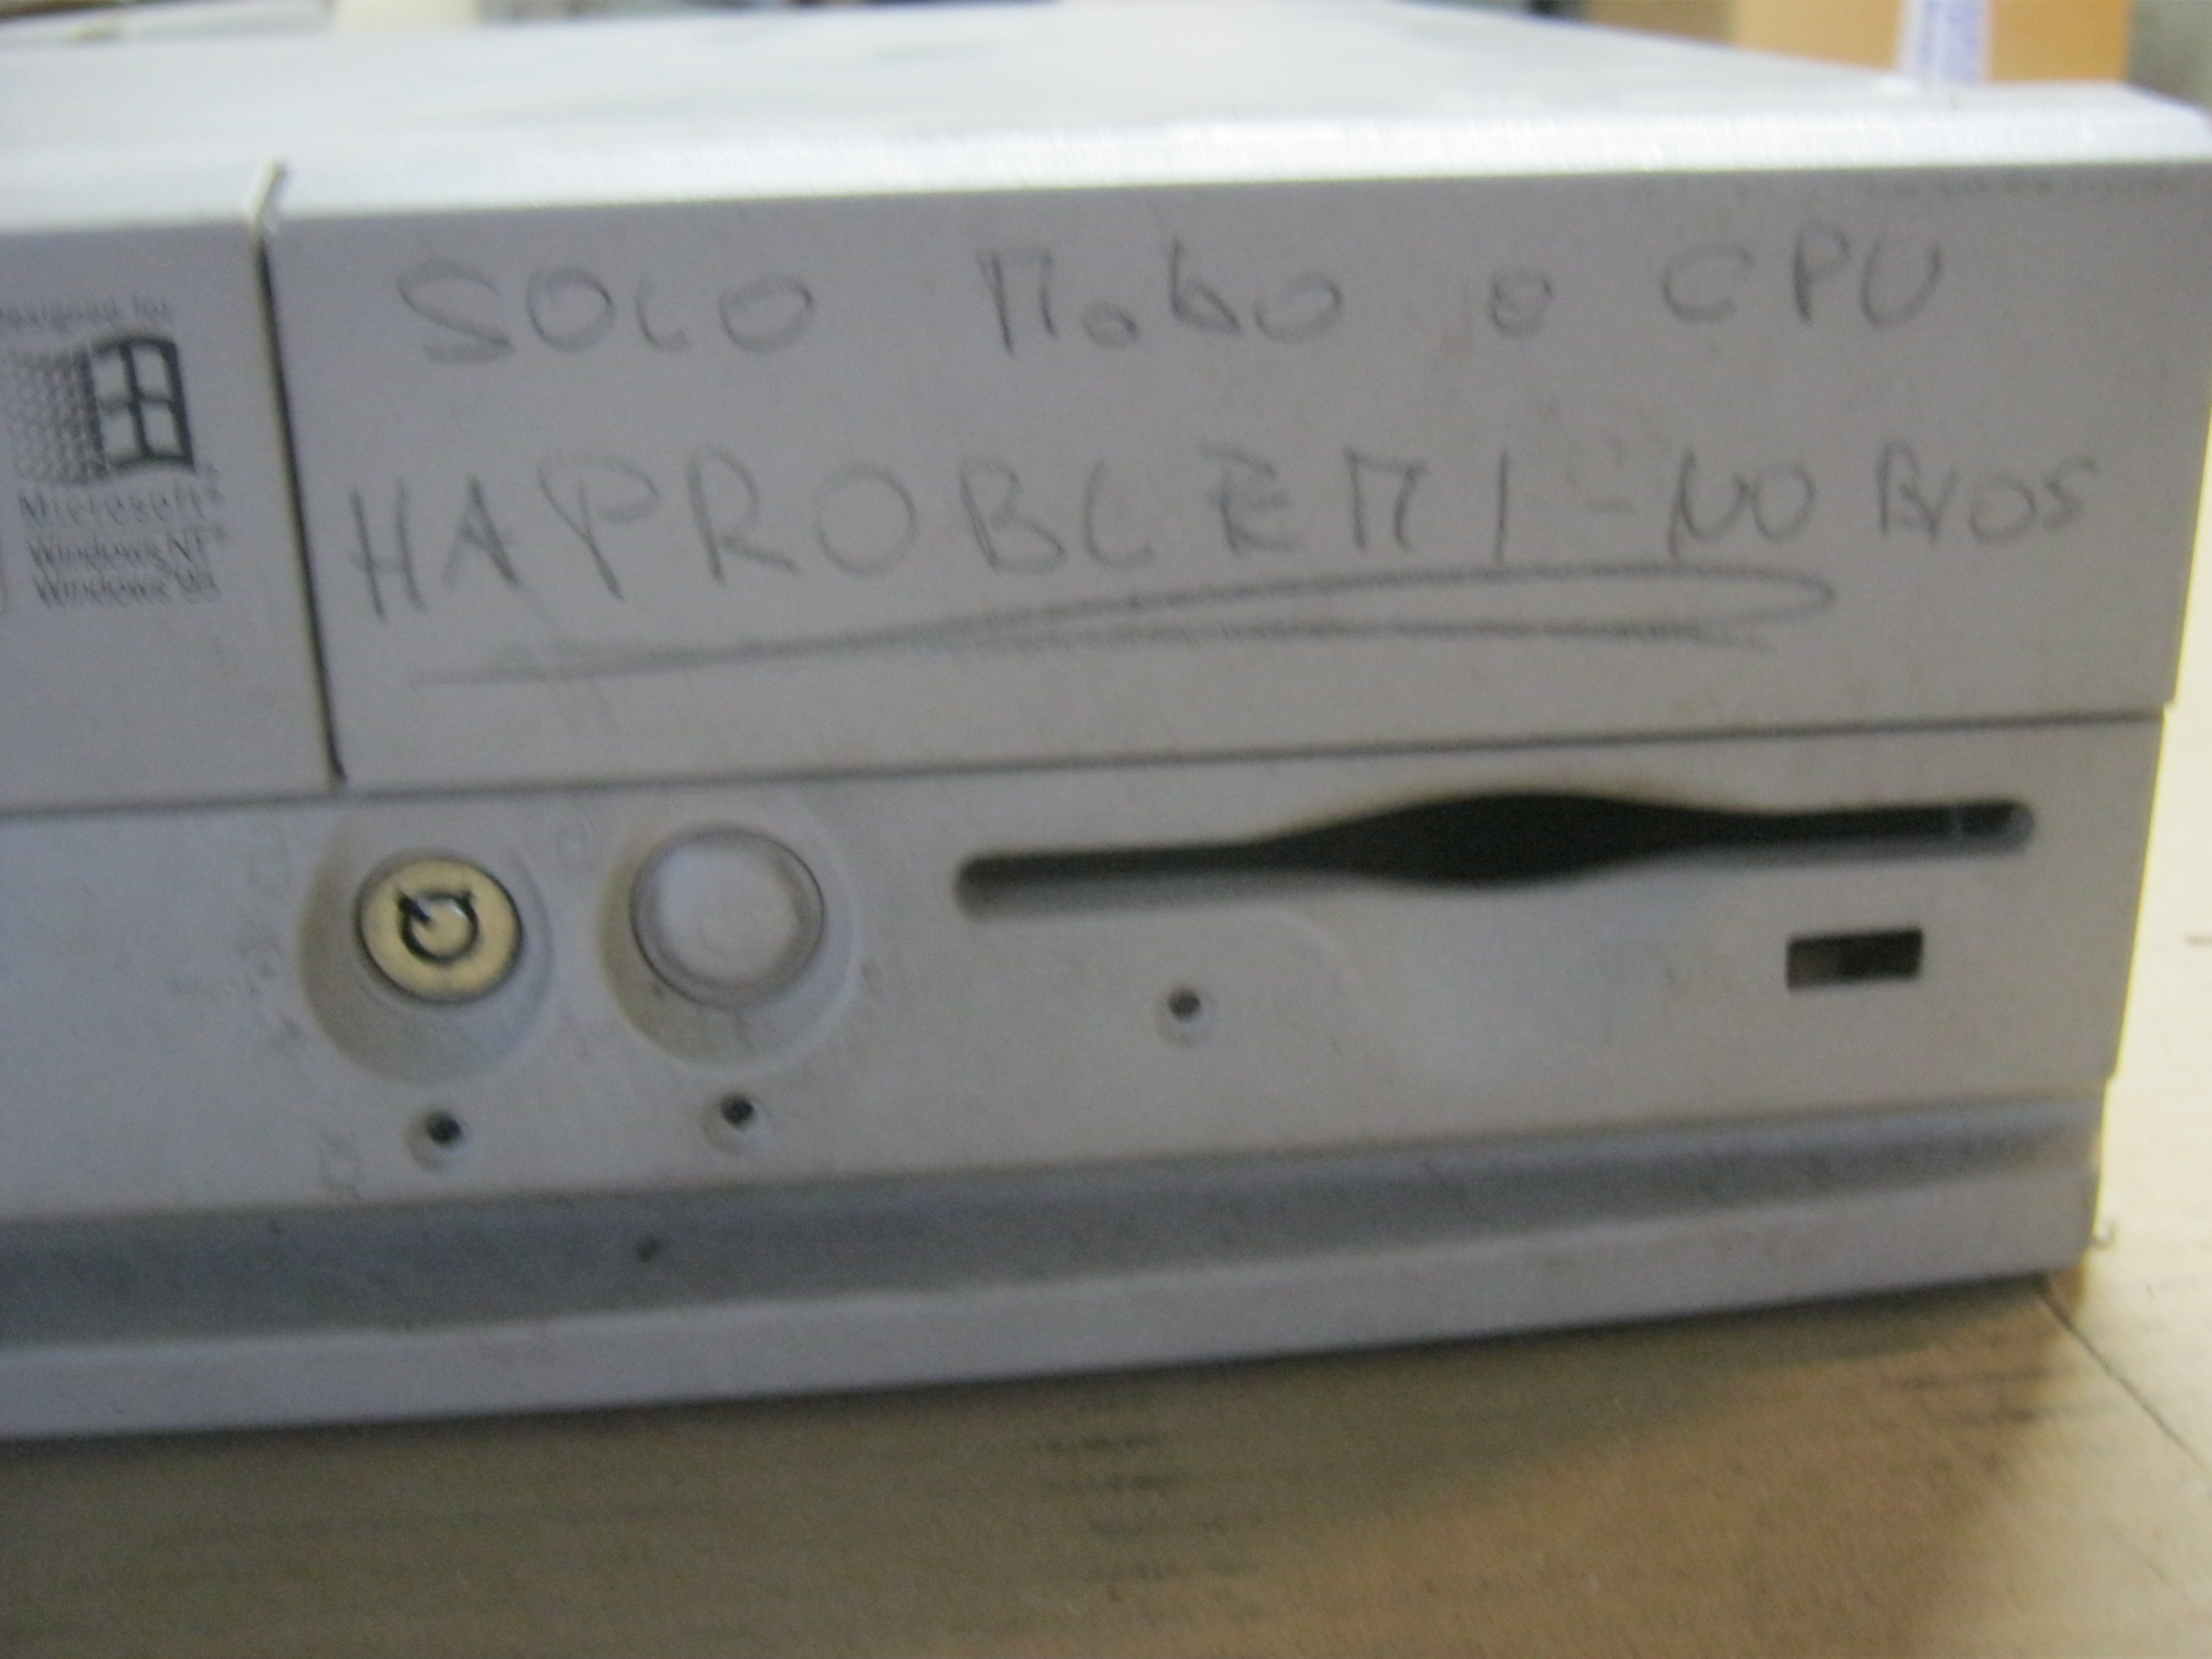 Designed for
Microsoft®
Windows NT®
Windows 98
SOLO MoBo e CPU
HA PROBLEMI - NO BIOS